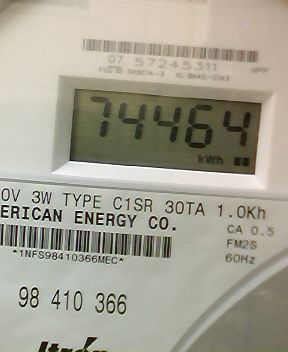 07 57245311
74464
kWh
0V 3W TYPE C1SR 30TA 1.0Kh
ERICAN ENERGY CO.
CA 0.5
FM2S
60Hz
*1NFS98410366MEC*
98 410 366
Itron